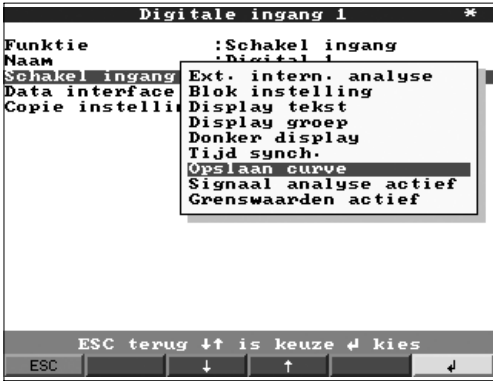 Digitale ingang 1 *
Funktie :Schakel ingang
Naam :Digital 1
Schakel ingang
Data interface
Copie instellin
Ext. intern. analyse
Blok instelling
Display tekst
Display groep
Donker display
Tijd synch.
Opslaan curve
Signaal analyse actief
Grenswaarden actief
ESC terug ↓↑ is keuze ↲ kies
ESC ↓ ↑ ↲